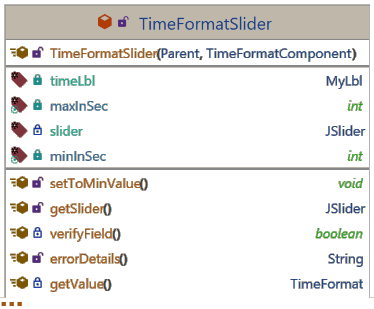 TimeFormatSlider
TimeFormatSlider(Parent, TimeFormatComponent)
timeLbl MyLbl
maxInSec int
slider JSlider
minInSec int
setToMinValue() void
getSlider() JSlider
verifyField() boolean
errorDetails() String
getValue() TimeFormat